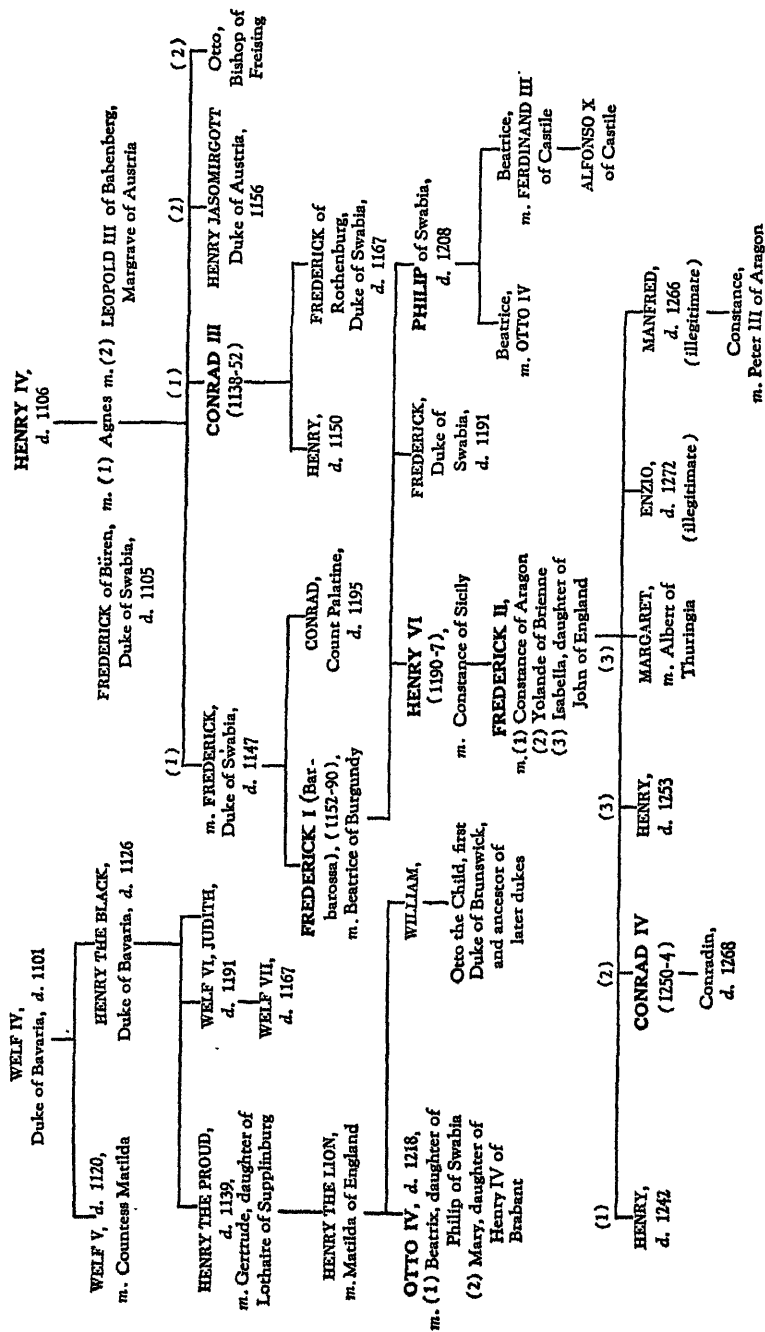 WELF IV,
Duke of Bavaria, d. 1101
WELF V, d. 1120,
m. Countess Matilda
HENRY THE BLACK,
Duke of Bavaria, d. 1126
HENRY THE PROUD,
d. 1139,
m. Gertrude, daughter of
Lothaire of Supplinburg
WELF VI,
d. 1191
JUDITH,
WELF VII,
d. 1167
HENRY THE LION,
m. Matilda of England
OTTO IV, d. 1218,
m. (1) Beatrix, daughter of
Philip of Swabia
(2) Mary, daughter of
Henry IV of
Brabant
WILLIAM,
Otto the Child, first
Duke of Brunswick,
and ancestor of
later dukes
HENRY IV,
d. 1106
FREDERICK of Büren, m. (1) Agnes m. (2) LEOPOLD III of Babenberg,
Duke of Swabia,
d. 1105
Margrave of Austria
(1)
m. FREDERICK,
Duke of Swabia,
d. 1147
(1)
CONRAD III
(1138-52)
(2)
HENRY JASOMIRGOTT
Duke of Austria,
1156
(2)
Otto,
Bishop of
Freising
FREDERICK I (Bar-
barossa), (1152-90),
m. Beatrice of Burgundy
CONRAD,
Count Palatine,
d. 1195
HENRY,
d. 1150
FREDERICK of
Rothenburg,
Duke of Swabia,
d. 1167
HENRY VI
(1190-7),
m. Constance of Sicily
FREDERICK,
Duke of
Swabia,
d. 1191
PHILIP of Swabia,
d. 1208
FREDERICK II,
m. (1) Constance of Aragon
(2) Yolande of Brienne
(3) Isabella, daughter of
John of England
Beatrice,
m. OTTO IV
Beatrice,
m. FERDINAND III
of Castile
ALFONSO X
of Castile
(1)
HENRY,
d. 1242
(2)
CONRAD IV
(1250-4)
Conradin,
d. 1268
(3)
HENRY,
d. 1253
(3)
MARGARET,
m. Albert of
Thuringia
ENZIO,
d. 1272
(illegitimate)
MANFRED,
d. 1266
(illegitimate)
Constance,
m. Peter III of Aragon